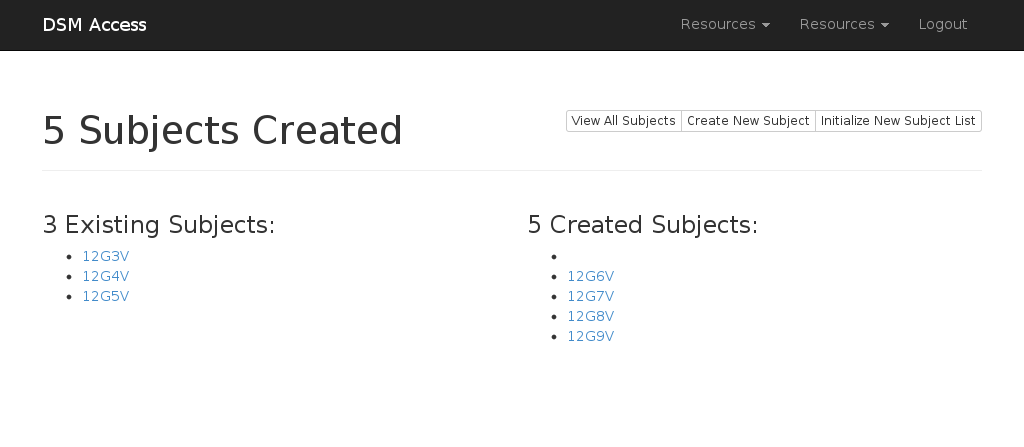 DSM Access
Resources
Resources
Logout
5 Subjects Created
View All Subjects
Create New Subject
Initialize New Subject List
3 Existing Subjects:
12G3V
12G4V
12G5V
5 Created Subjects:
12G6V
12G7V
12G8V
12G9V